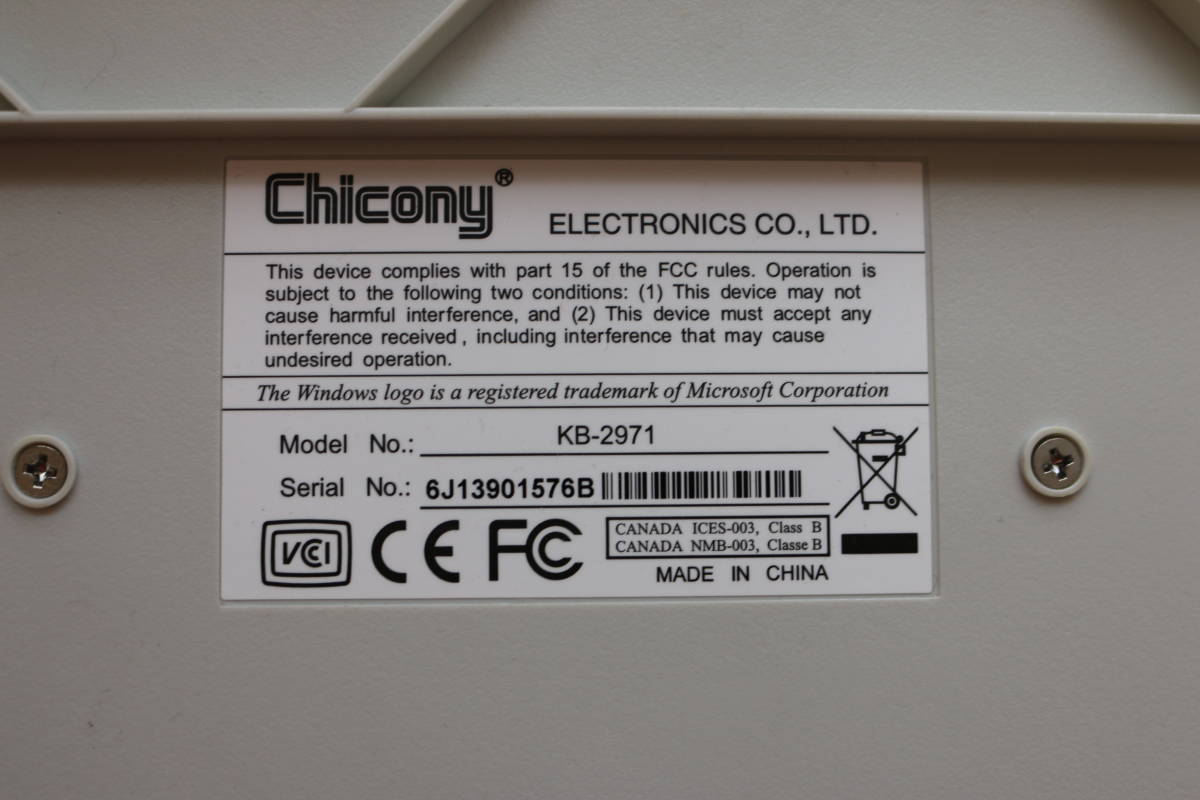 Chicony® ELECTRONICS CO., LTD.
This device complies with part 15 of the FCC rules. Operation is
subject to the following two conditions: (1) This device may not
cause harmful interference, and (2) This device must accept any
interference received, including interference that may cause
undesired operation.
The Windows logo is a registered trademark of Microsoft Corporation
Model No.: KB-2971
Serial No.: 6J13901576B
VCCI CE FC
CANADA ICES-003, Class B
CANADA NMB-003, Classe B
MADE IN CHINA